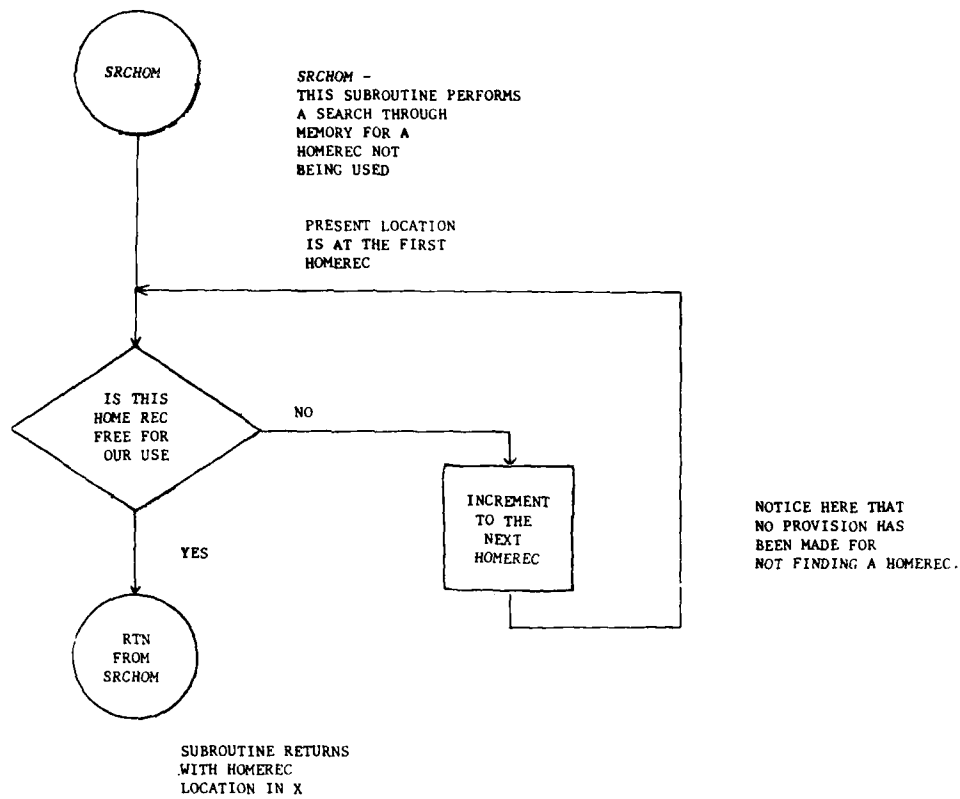 SRCHOM
SRCHOM -
THIS SUBROUTINE PERFORMS
A SEARCH THROUGH
MEMORY FOR A
HOMEREC NOT
BEING USED
PRESENT LOCATION
IS AT THE FIRST
HOMEREC
IS THIS
HOME REC
FREE FOR
OUR USE
NO
INCREMENT
TO THE
NEXT
HOMEREC
NOTICE HERE THAT
NO PROVISION HAS
BEEN MADE FOR
NOT FINDING A HOMEREC.
YES
RTN
FROM
SRCHOM
SUBROUTINE RETURNS
WITH HOMEREC
LOCATION IN X